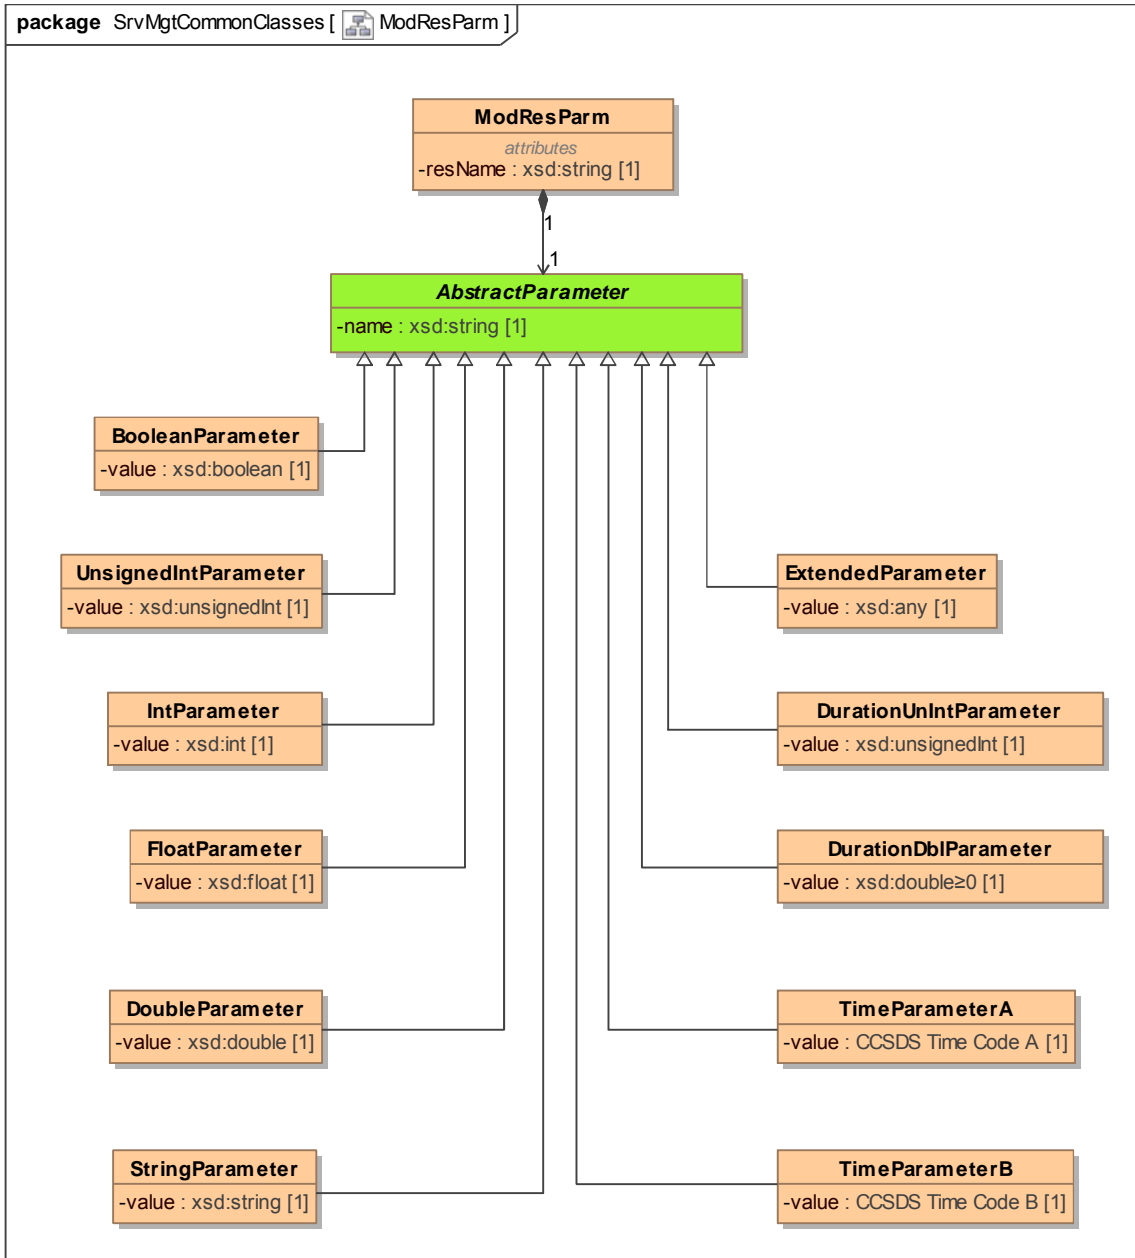 package SrvMgtCommonClasses [ ModResParm ]
ModResParm
attributes
-resName : xsd:string [1]
1
1
AbstractParameter
-name : xsd:string [1]
BooleanParameter
-value : xsd:boolean [1]
UnsignedIntParameter
-value : xsd:unsignedInt [1]
ExtendedParameter
-value : xsd:any [1]
IntParameter
-value : xsd:int [1]
DurationUnIntParameter
-value : xsd:unsignedInt [1]
FloatParameter
-value : xsd:float [1]
DurationDblParameter
-value : xsd:double≥0 [1]
DoubleParameter
-value : xsd:double [1]
TimeParameterA
-value : CCSDS Time Code A [1]
StringParameter
-value : xsd:string [1]
TimeParameterB
-value : CCSDS Time Code B [1]